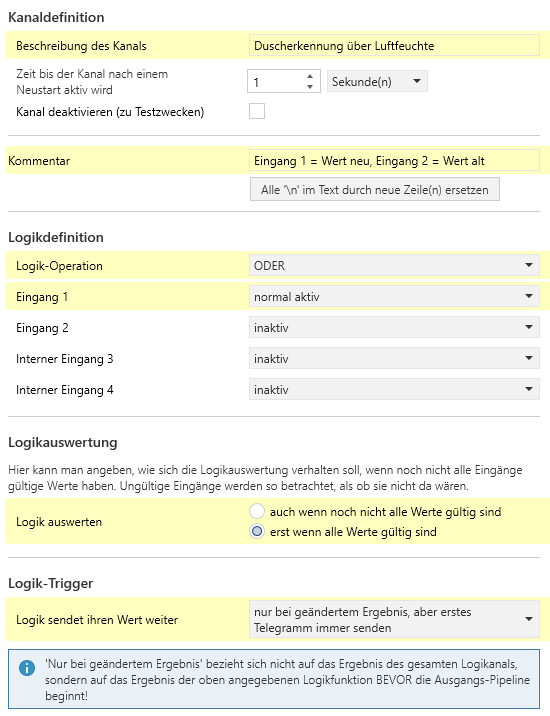 Kanaldefinition
Beschreibung des Kanals
Duscherkennung über Luftfeuchte
Zeit bis der Kanal nach einem
Neustart aktiv wird
1
Sekunde(n)
Kanal deaktivieren (zu Testzwecken)
Kommentar
Eingang 1 = Wert neu, Eingang 2 = Wert alt
Alle '\n' im Text durch neue Zeile(n) ersetzen
Logikdefinition
Logik-Operation
ODER
Eingang 1
normal aktiv
Eingang 2
inaktiv
Interner Eingang 3
inaktiv
Interner Eingang 4
inaktiv
Logikauswertung
Hier kann man angeben, wie sich die Logikauswertung verhalten soll, wenn noch nicht alle Eingänge
gültige Werte haben. Ungültige Eingänge werden so betrachtet, als ob sie nicht da wären.
Logik auswerten
auch wenn noch nicht alle Werte gültig sind
erst wenn alle Werte gültig sind
Logik-Trigger
Logik sendet ihren Wert weiter
nur bei geändertem Ergebnis, aber erstes
Telegramm immer senden
'Nur bei geändertem Ergebnis' bezieht sich nicht auf das Ergebnis des gesamten Logikanals,
sondern auf das Ergebnis der oben angegebenen Logikfunktion BEVOR die Ausgangs-Pipeline
beginnt!